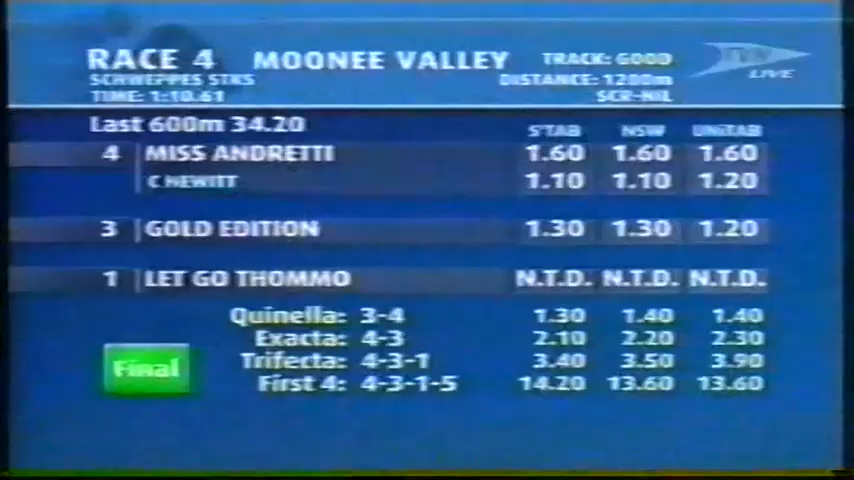 RACE 4 MOONEE VALLEY TRACK: GOOD
SCHWEPPES STKS DISTANCE: 1200m
TIME: 1:10.61 SCR-NIL
LIVE
Last 600m 34.20 S'TAB NSW UNITAB
4 MISS ANDRETTI 1.60 1.60 1.60
C NEWITT 1.10 1.10 1.20
3 GOLD EDITION 1.30 1.30 1.20
1 LET GO THOMMO N.T.D. N.T.D. N.T.D.
Quinella: 3-4 1.30 1.40 1.40
Exacta: 4-3 2.10 2.20 2.30
Trifecta: 4-3-1 3.40 3.50 3.90
First 4: 4-3-1-5 14.20 13.60 13.60
Final